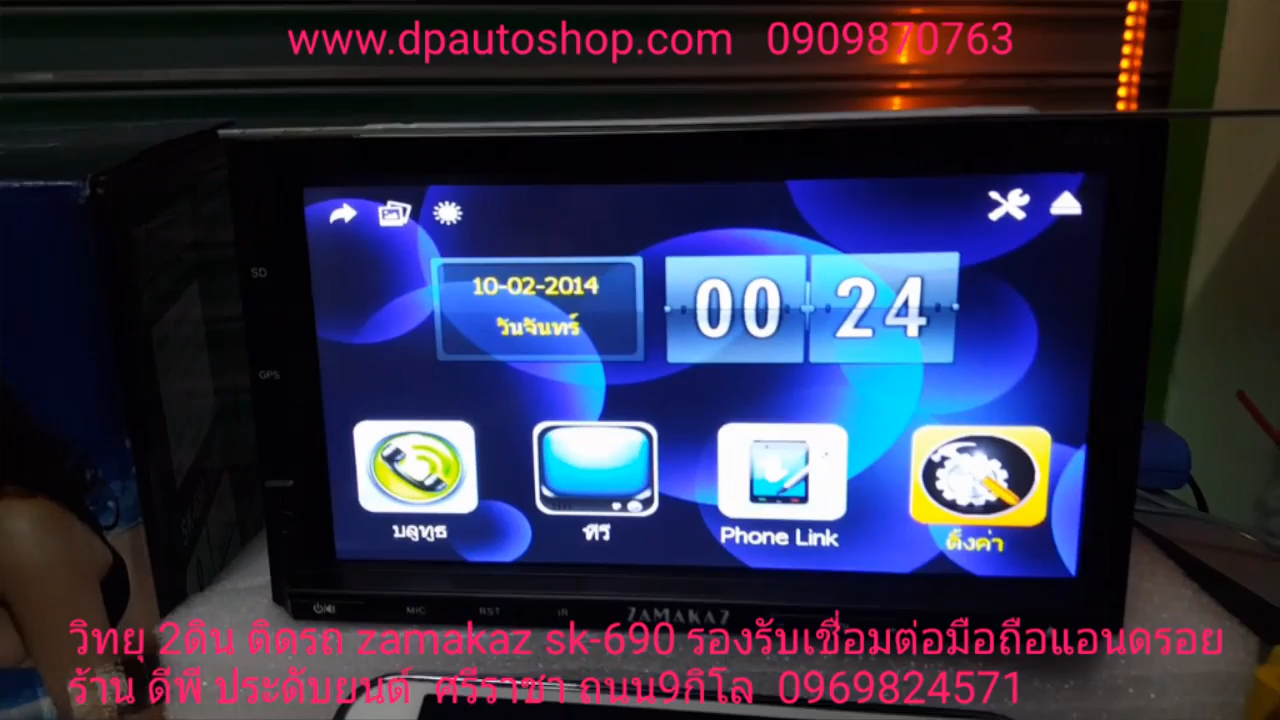 www.dpautoshop.com 0909870763
SD
10-02-2014
วันจันทร์
00 24
GPS
บลูทูธ ทีวี Phone Link ตั้งค่า
MIC RST IR ZAMAKAZ
วิทยุ 2ดิน ติดรถ zamakaz sk-690 รองรับเชื่อมต่อมือถือแอนดรอย
ร้าน ดีพี ประดับยนต์ ศรีราชา ถนน9กิโล 0969824571